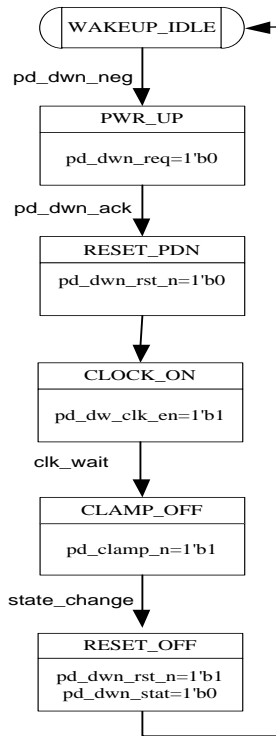 WAKEUP_IDLE
pd_dwn_neg
PWR_UP
pd_dwn_req=1'b0
pd_dwn_ack
RESET_PDN
pd_dwn_rst_n=1'b0
CLOCK_ON
pd_dw_clk_en=1'b1
clk_wait
CLAMP_OFF
pd_clamp_n=1'b1
state_change
RESET_OFF
pd_dwn_rst_n=1'b1
pd_dwn_stat=1'b0